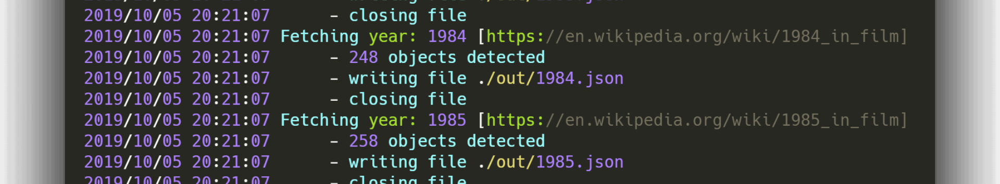 2019/10/05 20:21:07      - closing file
2019/10/05 20:21:07 Fetching year: 1984 [https://en.wikipedia.org/wiki/1984_in_film]
2019/10/05 20:21:07      - 248 objects detected
2019/10/05 20:21:07      - writing file ./out/1984.json
2019/10/05 20:21:07      - closing file
2019/10/05 20:21:07 Fetching year: 1985 [https://en.wikipedia.org/wiki/1985_in_film]
2019/10/05 20:21:07      - 258 objects detected
2019/10/05 20:21:07      - writing file ./out/1985.json
2019/10/05 20:21:07      - closing file